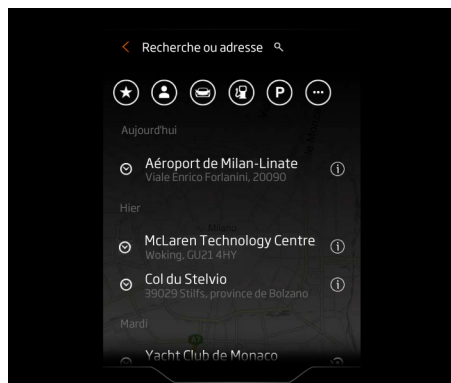 Recherche ou adresse
P
Aujourd'hui
Aéroport de Milan-Linate
Viale Enrico Forlanini, 20090
Hier
Milano
McLaren Technology Centre
Woking, GU21 4HY
Col du Stelvio
39029 Stilfs, province de Bolzano
Mardi
Yacht Club de Monaco